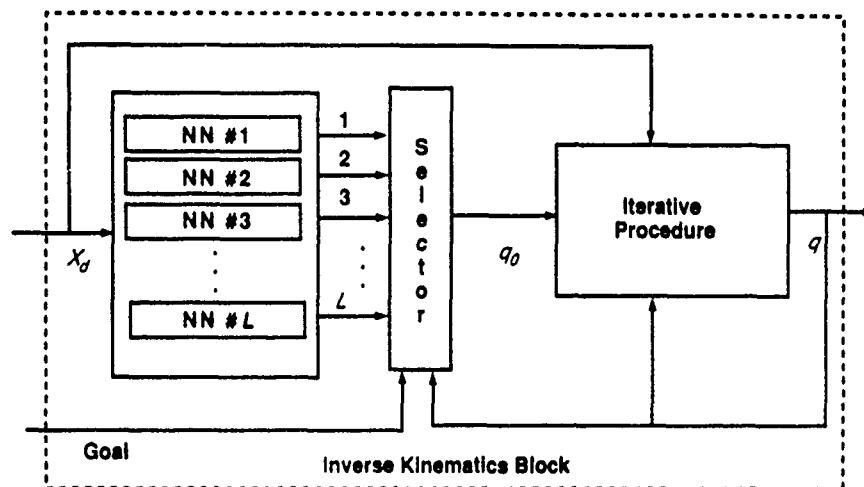 1
NN #1
2
NN #2
3
NN #3
X_d
L
NN #L
Selector
q_0
Iterative
Procedure
q
Goal
Inverse Kinematics Block